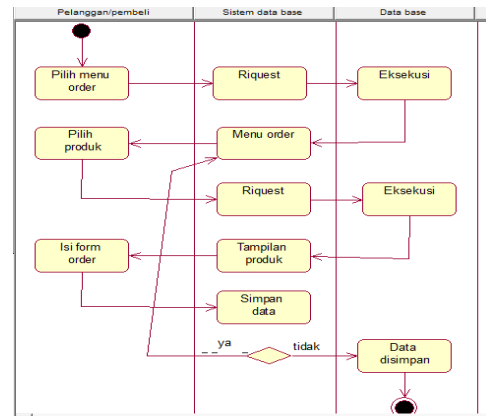 Pelanggan/pembeli
Sistem data base
Data base
Pilih menu
order
Riquest
Eksekusi
Pilih
produk
Menu order
Riquest
Eksekusi
Isi form
order
Tampilan
produk
Simpan
data
ya
tidak
Data
disimpan